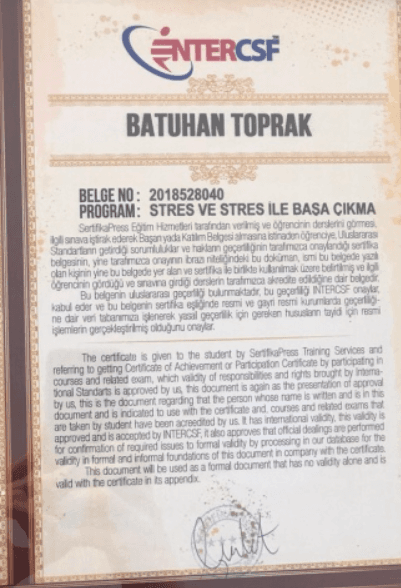 INTERCSF
BATUHAN TOPRAK
BELGE NO : 2018528040
PROGRAM: STRES VE STRES İLE BAŞA ÇIKMA
SertifikaPress Eğitim Hizmetleri tarafından verilmiş ve öğrencinin derslerini görmesi,
ilgili sınava iştirak ederek Başarı yada Katılım Belgesi almasına istinaden öğrenciye, Uluslararası
Standartların getirdiği sorumluluklar ve hakların geçerliliğinin tarafımızca onaylandığı sertifika
belgesinin, yine tarafımızca onayının ibrazı niteliğindeki bu doküman, ismi bu belgede yazılı
olan kişinin yine bu belgede yer alan ve sertifika ile birlikte kullanılmak üzere belirtilmiş ve ilgili
öğrencinin gördüğü ve sınavına girdiği derslerin tarafımızca akredite edildiğine dair belgedir.
Bu belgenin uluslararası geçerliliği bulunmaktadır, bu geçerliliği INTERCSF onaylar,
kabul eder ve bu belgenin sertifika eşliğinde resmi ve gayri resmi kurumlarda geçerliliği-
ne dair veri tabanımıza işlenerek yasal geçerlilik için gereken hususların tayidi için resmi
işlemlerin gerçekleştirilmiş olduğunu onaylar.
The certificate is given to the student by SertifikaPress Training Services and
referring to getting Certificate of Achievement or Participation Certificate by participating in
courses and related exam, which validity of responsibilities and rights brought by Interna-
tional Standarts is approved by us, this document is again as the presentation of approval
by us, this is the document regarding that the person whose name is written and is in this
document and is indicated to use with the certificate and, courses and related exams that
are taken by student have been acreedited by us. It has international validity, this validity is
approved and is accepted by INTERCSF, it also approves that official dealings are performed
for confirmation of required issues to formal validity by processing in our database for the
validity in formal and informal foundations of this document in company with the certificate.
This document will be used as a formal document that has no validity alone and is
valid with the certificate in its appendix.